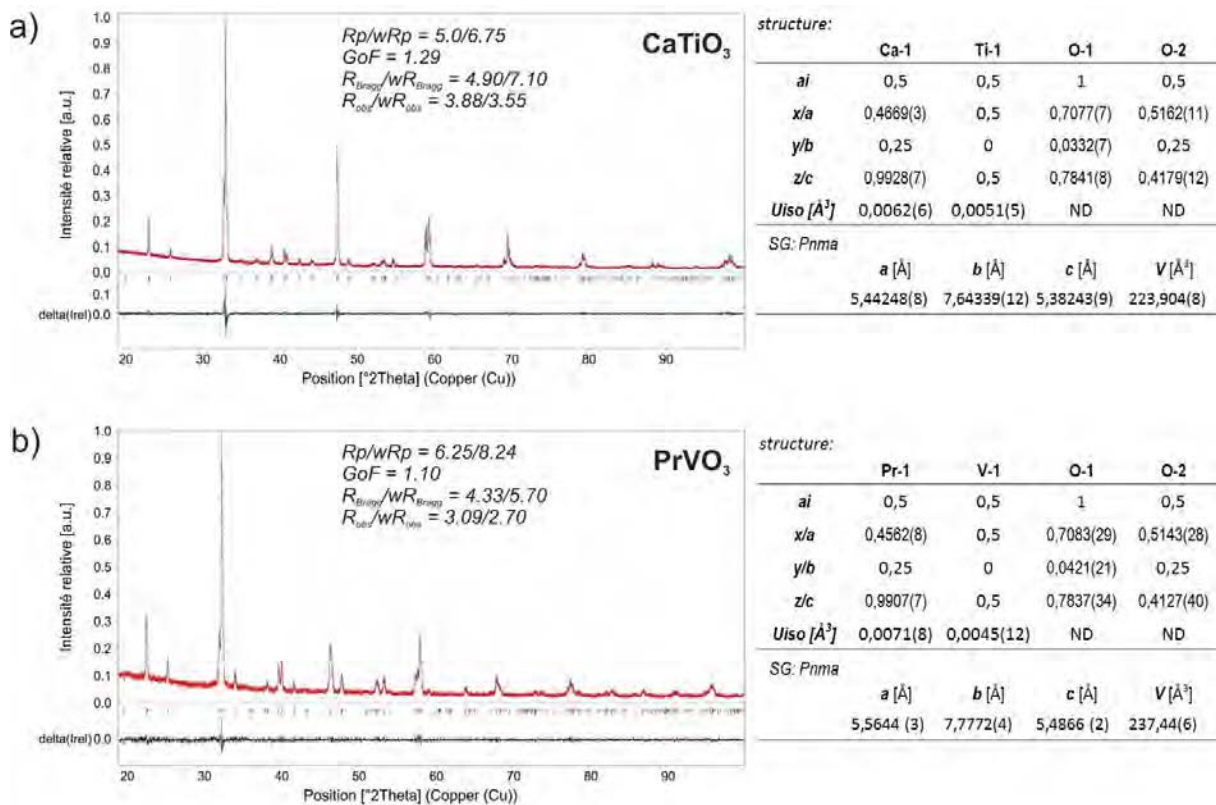 a)
CaTiO3
Rp/wRp = 5.0/6.75
GoF = 1.29
RBragg/wRBragg = 4.90/7.10
Robs/wRobs = 3.88/3.55
Intensité relative [a.u.]
1.0
0.9
0.8
0.7
0.6
0.5
0.4
0.3
0.2
0.1
0.0
0.1
delta(Irel) 0.0
20 30 40 50 60 70 80 90
Position [°2Theta] (Copper (Cu))
structure:
Ca-1 Ti-1 O-1 O-2
ai 0,5 0,5 1 0,5
x/a 0,4669(3) 0,5 0,7077(7) 0,5162(11)
y/b 0,25 0 0,0332(7) 0,25
z/c 0,9928(7) 0,5 0,7841(8) 0,4179(12)
Uiso [Å3] 0,0062(6) 0,0051(5) ND ND
SG: Pnma
a [Å] b [Å] c [Å] V [Å3]
5,44248(8) 7,64339(12) 5,38243(9) 223,904(8)
b)
PrVO3
Rp/wRp = 6.25/8.24
GoF = 1.10
RBragg/wRBragg = 4.33/5.70
Robs/wRobs = 3.09/2.70
Intensité relative [a.u.]
1.0
0.9
0.8
0.7
0.6
0.5
0.4
0.3
0.2
0.1
0.0
delta(Irel) 0.0
20 30 40 50 60 70 80 90
Position [°2Theta] (Copper (Cu))
structure:
Pr-1 V-1 O-1 O-2
ai 0,5 0,5 1 0,5
x/a 0,4562(8) 0,5 0,7083(29) 0,5143(28)
y/b 0,25 0 0,0421(21) 0,25
z/c 0,9907(7) 0,5 0,7837(34) 0,4127(40)
Uiso [Å3] 0,0071(8) 0,0045(12) ND ND
SG: Pnma
a [Å] b [Å] c [Å] V [Å3]
5,5644 (3) 7,7772(4) 5,4866 (2) 237,44(6)